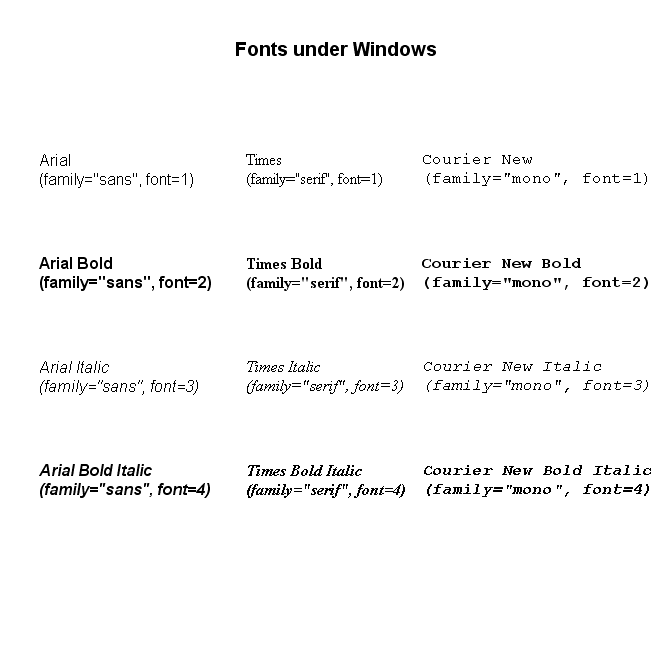 Fonts under Windows
Arial
(family="sans", font=1)
Times
(family="serif", font=1)
Courier New
(family="mono", font=1)
Arial Bold
(family="sans", font=2)
Times Bold
(family="serif", font=2)
Courier New Bold
(family="mono", font=2)
Arial Italic
(family="sans", font=3)
Times Italic
(family="serif", font=3)
Courier New Italic
(family="mono", font=3)
Arial Bold Italic
(family="sans", font=4)
Times Bold Italic
(family="serif", font=4)
Courier New Bold Italic
(family="mono", font=4)